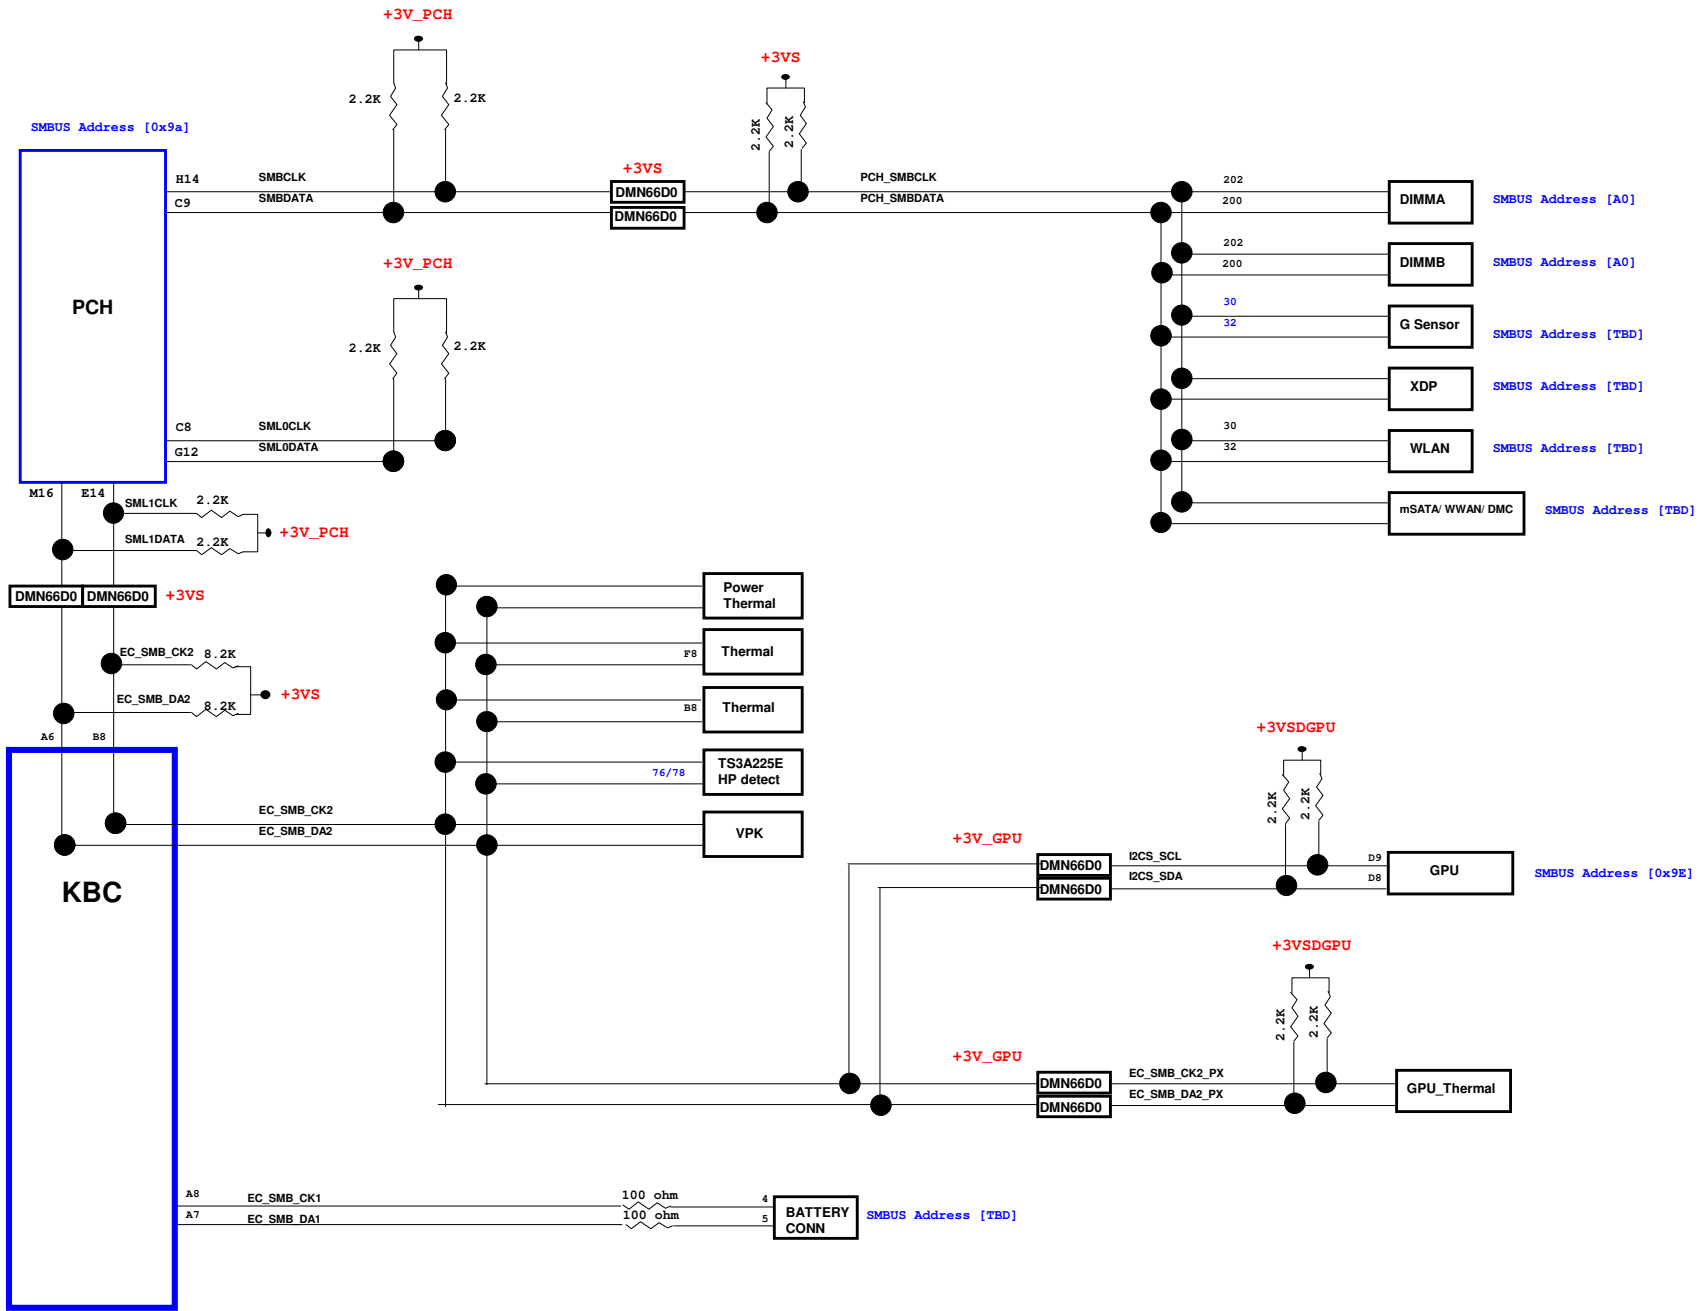 +3V_PCH
2.2K
2.2K
+3VS
2.2K
2.2K
SMBUS Address [0x9a]
PCH
H14
SMBCLK
C9
SMBDATA
+3VS
DMN66D0
DMN66D0
PCH_SMBCLK
PCH_SMBDATA
202
200
DIMMA
SMBUS Address [A0]
202
200
DIMMB
SMBUS Address [A0]
30
32
G Sensor
SMBUS Address [TBD]
XDP
SMBUS Address [TBD]
30
32
WLAN
SMBUS Address [TBD]
mSATA/ WWAN/ DMC
SMBUS Address [TBD]
+3V_PCH
2.2K
2.2K
C8
SML0CLK
G12
SML0DATA
M16
E14
SML1CLK
2.2K
SML1DATA
2.2K
+3V_PCH
DMN66D0
DMN66D0
+3VS
EC_SMB_CK2
8.2K
EC_SMB_DA2
8.2K
+3VS
A6
B8
KBC
Power
Thermal
F8
Thermal
B8
Thermal
76/78
TS3A225E
HP detect
EC_SMB_CK2
EC_SMB_DA2
VPK
+3VSDGPU
2.2K
2.2K
+3V_GPU
DMN66D0
DMN66D0
I2CS_SCL
I2CS_SDA
D9
D8
GPU
SMBUS Address [0x9E]
+3VSDGPU
2.2K
2.2K
+3V_GPU
DMN66D0
DMN66D0
EC_SMB_CK2_PX
EC_SMB_DA2_PX
GPU_Thermal
A8
EC_SMB_CK1
100 ohm
4
A7
EC_SMB_DA1
100 ohm
5
BATTERY
CONN
SMBUS Address [TBD]